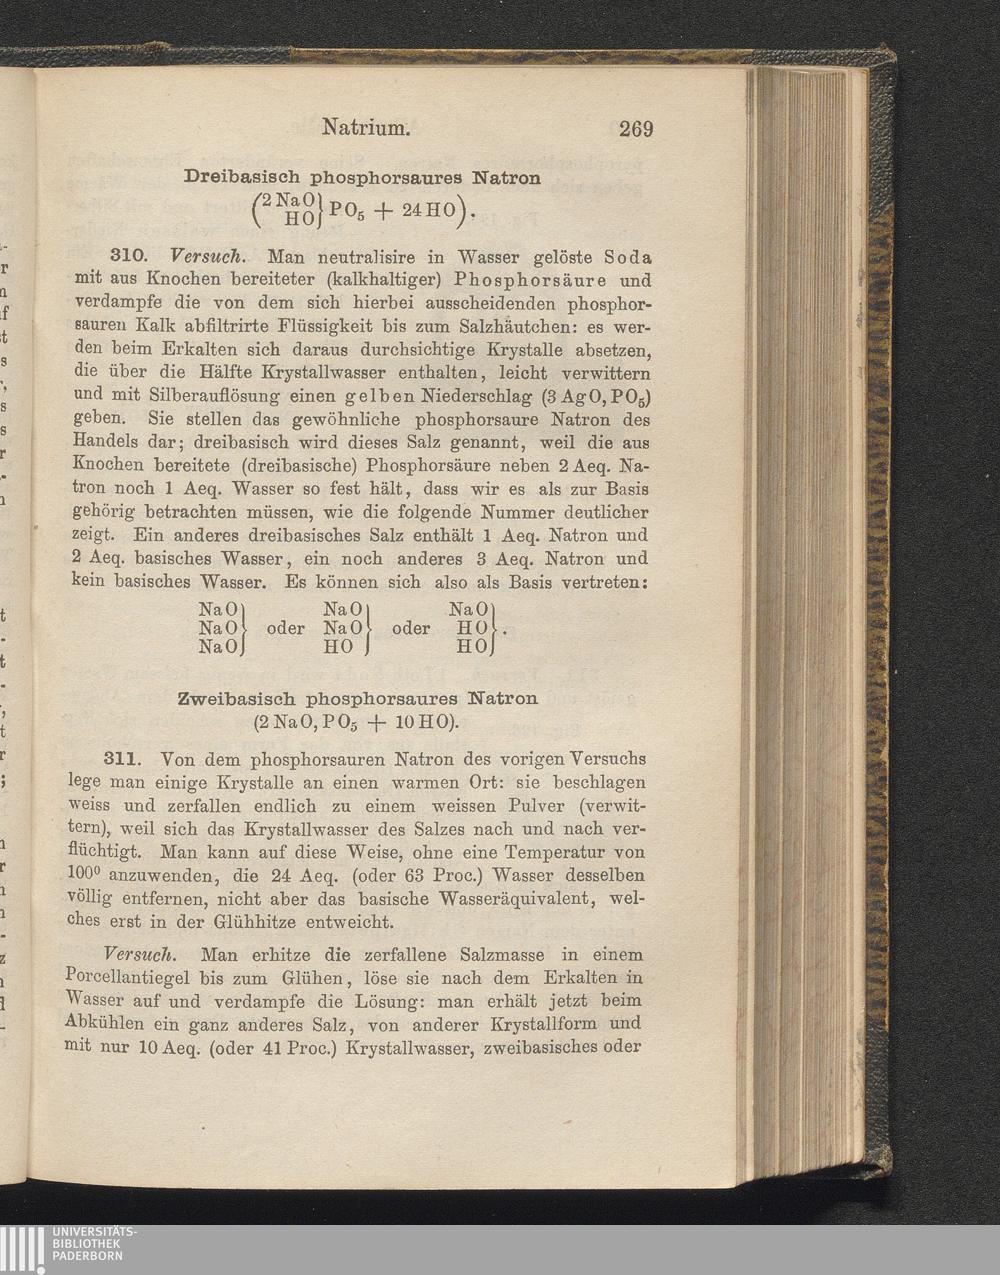 Natrium. 269
Dreibasisch phosphorsaures Natron
(2 NaO HO} PO₅ + 24 HO).
310. Versuch. Man neutralisire in Wasser gelöste Soda
mit aus Knochen bereiteter (kalkhaltiger) Phosphorsäure und
verdampfe die von dem sich hierbei ausscheidenden phosphor-
sauren Kalk abfiltrirte Flüssigkeit bis zum Salzhäutchen: es wer-
den beim Erkalten sich daraus durchsichtige Krystalle absetzen,
die über die Hälfte Krystallwasser enthalten, leicht verwittern
und mit Silberauflösung einen gelben Niederschlag (3 AgO, PO₅)
geben. Sie stellen das gewöhnliche phosphorsaure Natron des
Handels dar; dreibasisch wird dieses Salz genannt, weil die aus
Knochen bereitete (dreibasische) Phosphorsäure neben 2 Aeq. Na-
tron noch 1 Aeq. Wasser so fest hält, dass wir es als zur Basis
gehörig betrachten müssen, wie die folgende Nummer deutlicher
zeigt. Ein anderes dreibasisches Salz enthält 1 Aeq. Natron und
2 Aeq. basisches Wasser, ein noch anderes 3 Aeq. Natron und
kein basisches Wasser. Es können sich also als Basis vertreten:
NaO} NaO} NaO}
NaO} oder NaO} oder HO}.
NaO} HO } HO}
Zweibasisch phosphorsaures Natron
(2 NaO, PO₅ + 10 HO).
311. Von dem phosphorsauren Natron des vorigen Versuchs
lege man einige Krystalle an einen warmen Ort: sie beschlagen
weiss und zerfallen endlich zu einem weissen Pulver (verwit-
tern), weil sich das Krystallwasser des Salzes nach und nach ver-
flüchtigt. Man kann auf diese Weise, ohne eine Temperatur von
100⁰ anzuwenden, die 24 Aeq. (oder 63 Proc.) Wasser desselben
völlig entfernen, nicht aber das basische Wasseräquivalent, wel-
ches erst in der Glühhitze entweicht.
Versuch. Man erhitze die zerfallene Salzmasse in einem
Porcellantiegel bis zum Glühen, löse sie nach dem Erkalten in
Wasser auf und verdampfe die Lösung: man erhält jetzt beim
Abkühlen ein ganz anderes Salz, von anderer Krystallform und
mit nur 10 Aeq. (oder 41 Proc.) Krystallwasser, zweibasisches oder
UNIVERSITÄTS-
BIBLIOTHEK
PADERBORN